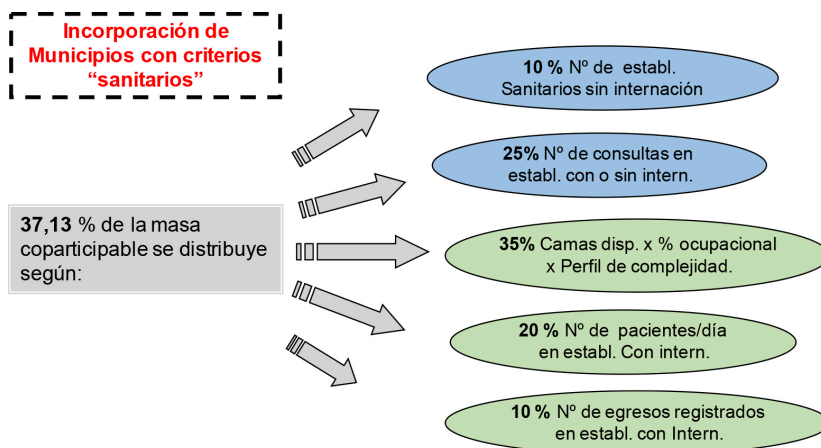 Incorporación de
Municipios con criterios
“sanitarios”
10 % Nº de establ.
Sanitarios sin internación
25% Nº de consultas en
establ. con o sin intern.
37,13 % de la masa
coparticipable se distribuye
según:
35% Camas disp. x % ocupacional
x Perfil de complejidad.
20 % Nº de pacientes/día
en establ. Con intern.
10 % Nº de egresos registrados
en establ. con Intern.